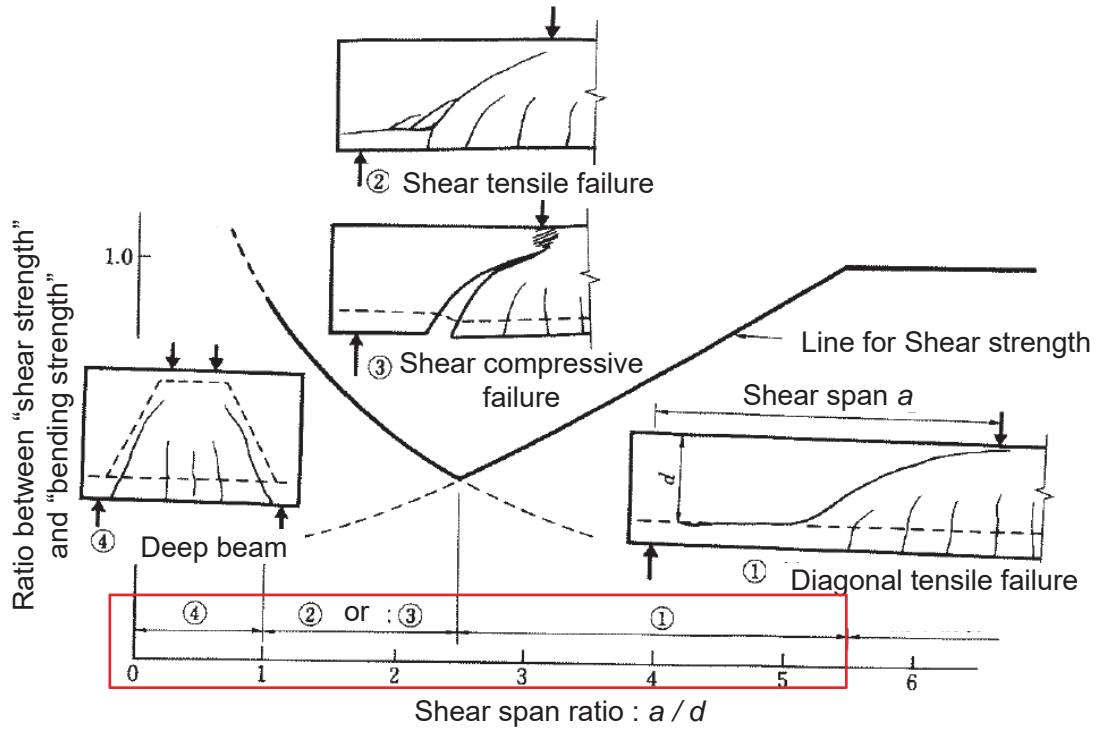 ② Shear tensile failure
1.0
③ Shear compressive
failure
Ratio between “shear strength”
and “bending strength”
Line for Shear strength
Shear span a
d
④ Deep beam
① Diagonal tensile failure
④ ② or : ③ ①
0 1 2 3 4 5 6
Shear span ratio : a / d